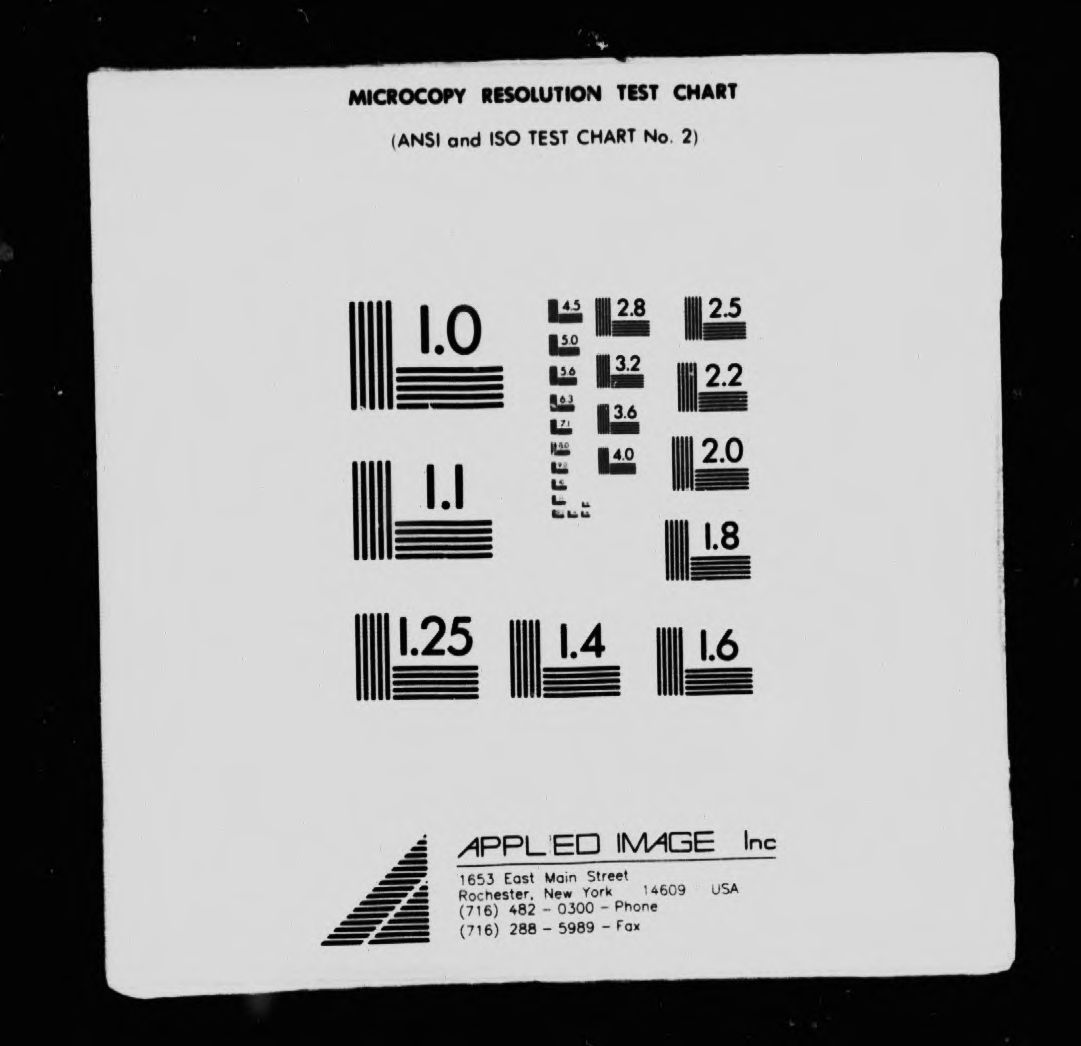 MICROCOPY RESOLUTION TEST CHART
(ANSI and ISO TEST CHART No. 2)
1.0
4.5
2.8
2.5
5.0
3.2
2.2
5.6
6.3
3.6
7.1
8.0
4.0
2.0
1.1
1.8
1.25
1.4
1.6
APPLIED IMAGE Inc
1653 East Main Street
Rochester, New York 14609 USA
(716) 482 - 0300 - Phone
(716) 288 - 5989 - Fax